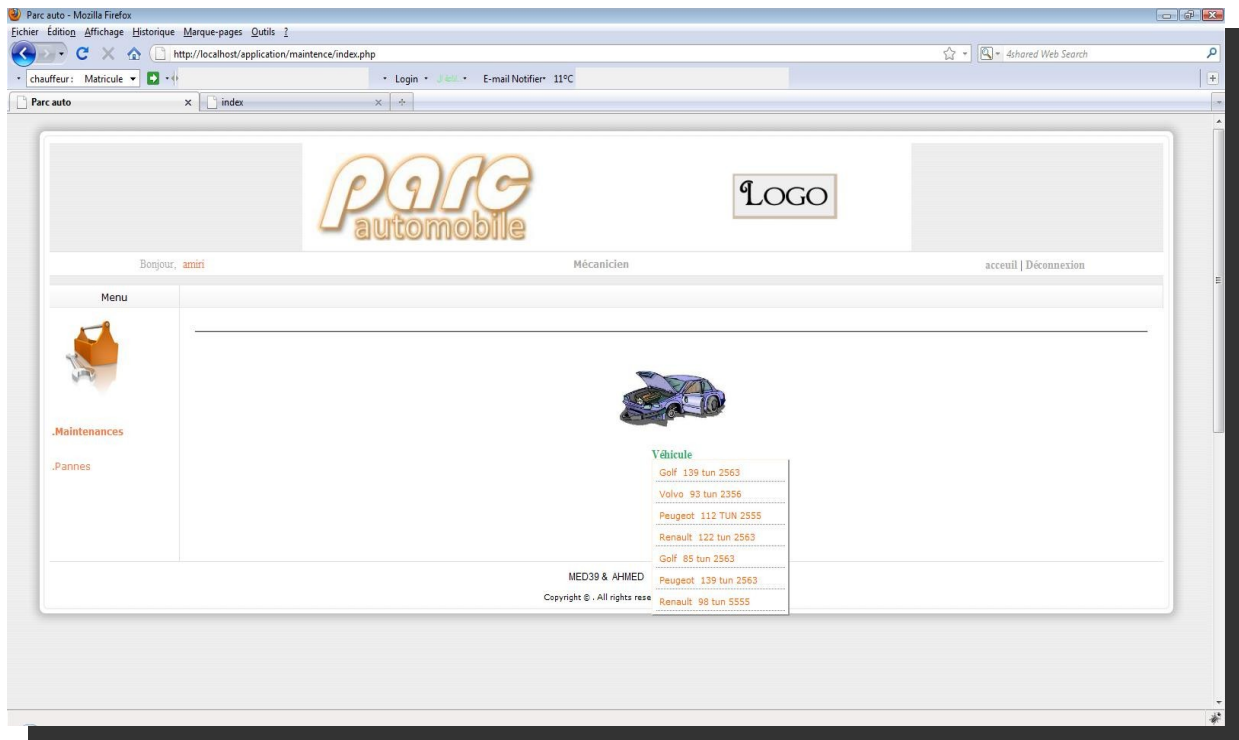 Parc auto - Mozilla Firefox
Fichier Édition Affichage Historique Marque-pages Outils ?
http://localhost/application/maintence/index.php
4shared Web Search
chauffeur: Matricule
Login
E-mail Notifier
11°C
Parc auto
index
parc
automobile
LOGO
Bonjour, amiri
Mécanicien
acceuil | Déconnexion
Menu
.Maintenances
.Pannes
Véhicule
Golf 139 tun 2563
Volvo 93 tun 2356
Peugeot 112 TUN 2555
Renault 122 tun 2563
Golf 85 tun 2563
Peugeot 139 tun 2563
Renault 98 tun 5555
MED39 & AHMED
Copyright © . All rights rese